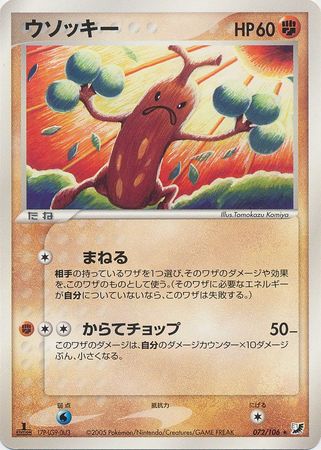 ウソッキー HP60
Illus.Tomokazu Komiya
たね
まねる
相手の持っているワザを1つ選び、そのワザのダメージや効果
を、このワザのものとして使う。(そのワザに必要なエネルギー
が自分についていないなら、このワザは失敗する。)
からてチョップ 50−
このワザのダメージは、自分のダメージカウンター×10ダメージ
ぶん、小さくなる。
弱点 抵抗力 にげる
1
©2005 Pokémon/Nintendo/Creatures/GAME FREAK
072/106 ★